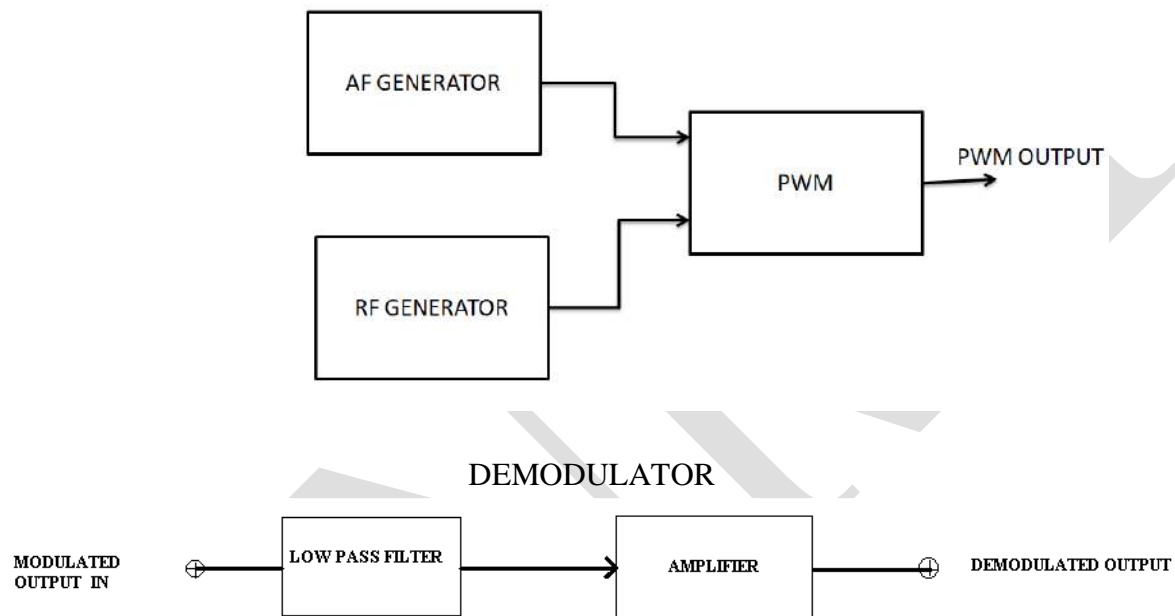 AF GENERATOR
PWM
PWM OUTPUT
RF GENERATOR
DEMODULATOR
MODULATED
OUTPUT IN
LOW PASS FILTER
AMPLIFIER
DEMODULATED OUTPUT